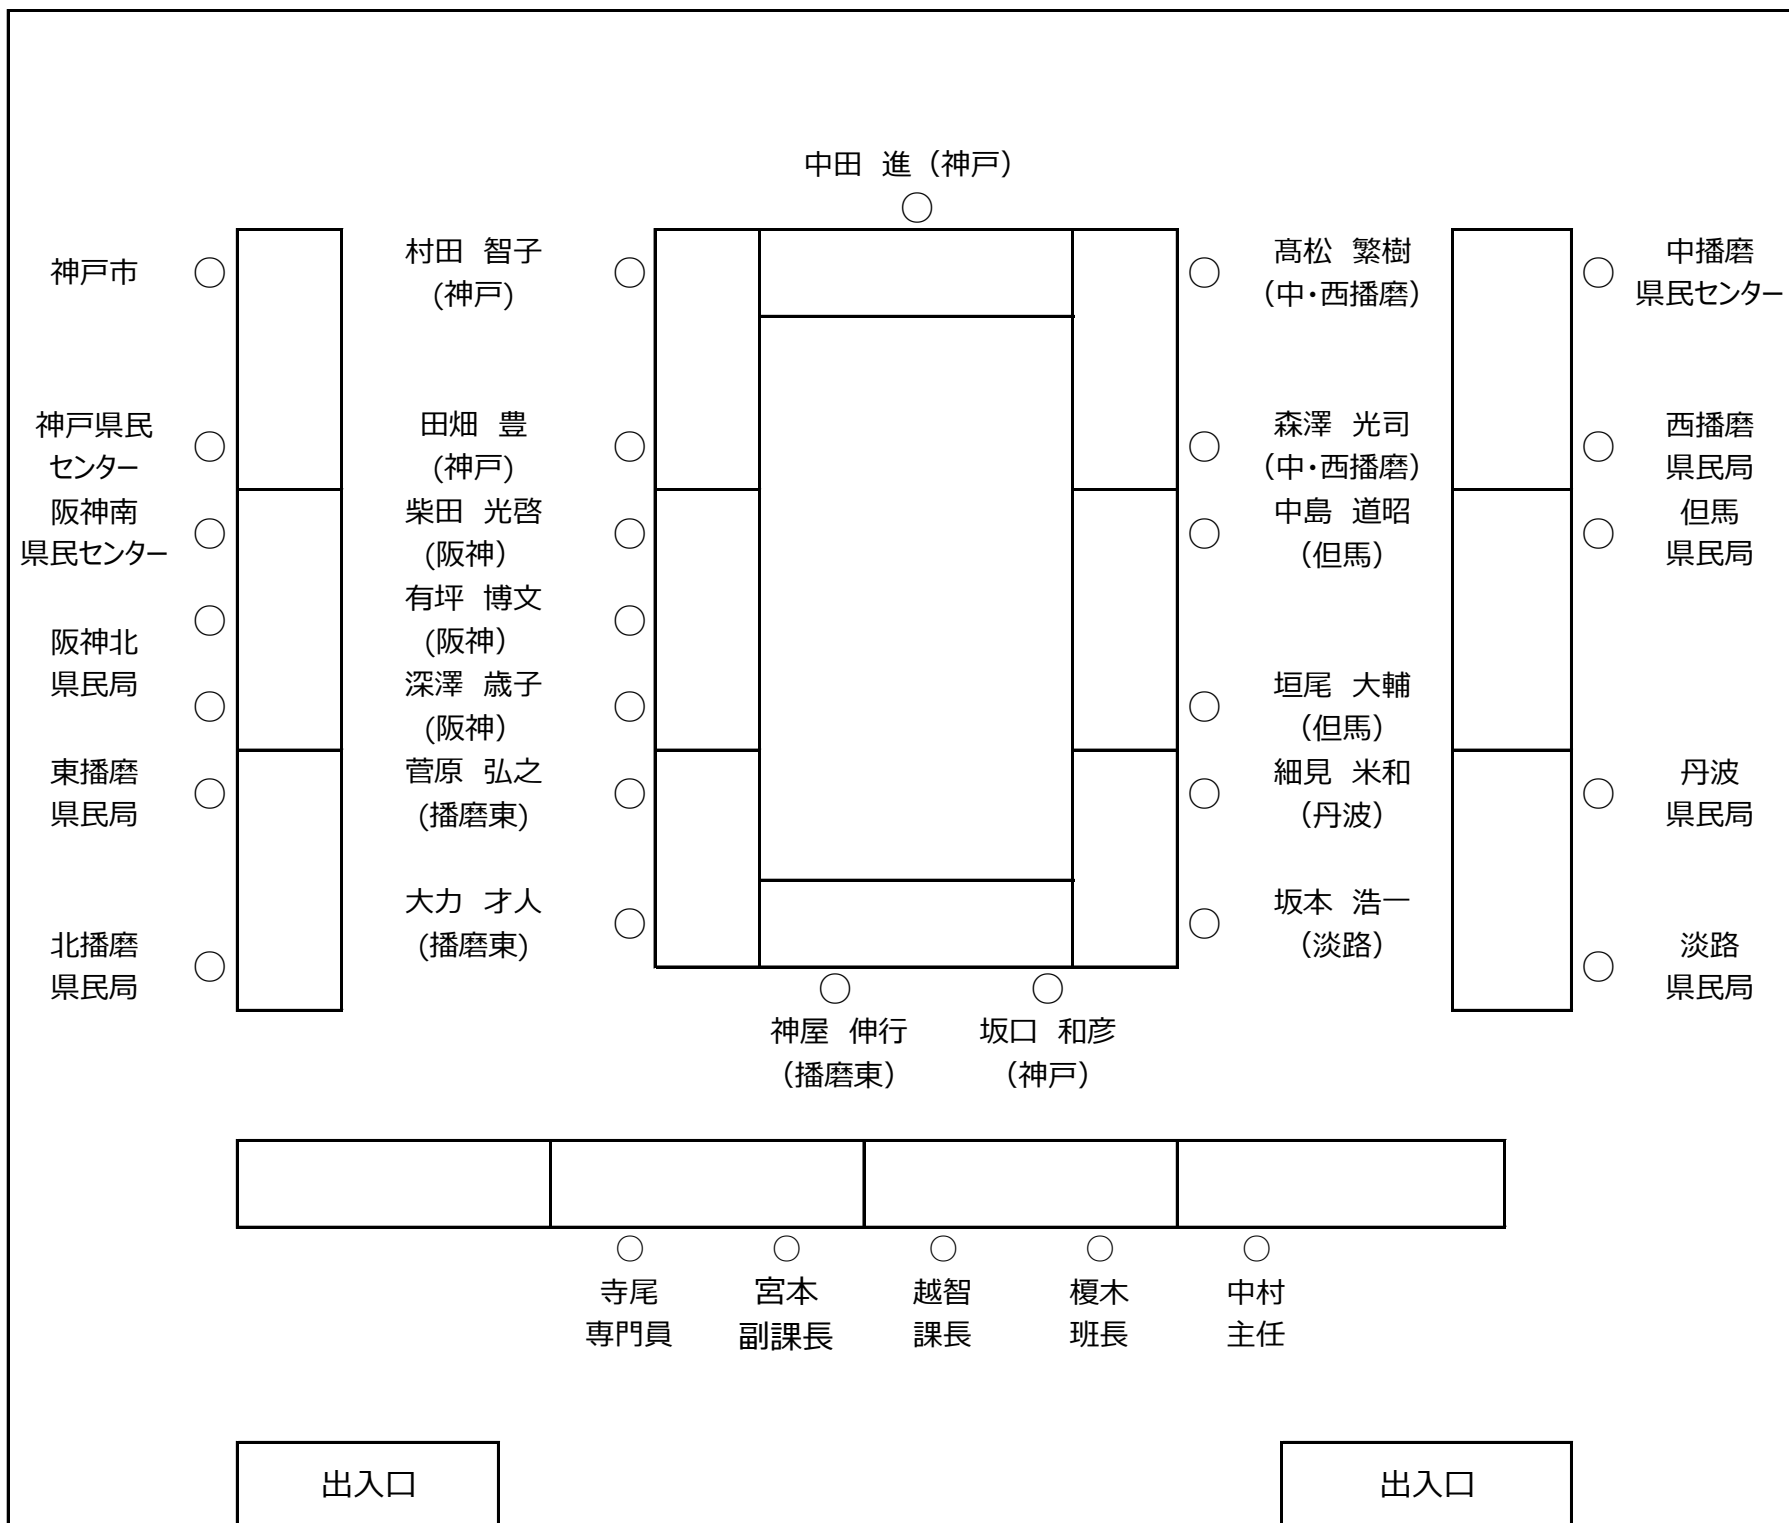 中田　進（神戸）
神戸市
神戸県民
センター
阪神南
県民センター
阪神北
県民局
東播磨
県民局
北播磨
県民局
村田　智子
(神戸)
田畑　豊
(神戸)
柴田　光啓
(阪神）
有坪　博文
(阪神）
深澤　歳子
(阪神）
菅原　弘之
(播磨東)
大力　才人
(播磨東)
髙松　繁樹
（中・西播磨）
森澤　光司
（中・西播磨）
中島　道昭
（但馬）
垣尾　大輔
（但馬）
細見　米和
（丹波）
坂本　浩一
（淡路）
中播磨
県民センター
西播磨
県民局
但馬
県民局
丹波
県民局
淡路
県民局
神屋　伸行
（播磨東）
坂口　和彦
（神戸）
寺尾
専門員
宮本
副課長
越智
課長
榎木
班長
中村
主任
出入口
出入口